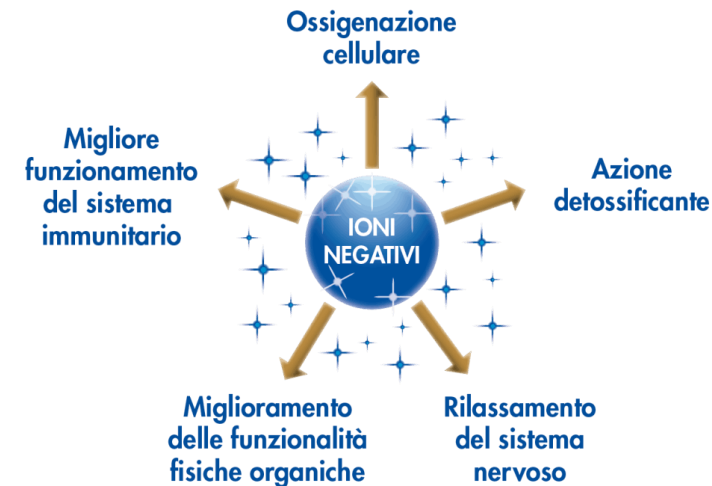 Ossigenazione
cellulare
Migliore
funzionamento
del sistema
immunitario
Azione
detossificante
IONI
NEGATIVI
Miglioramento
delle funzionalità
fisiche organiche
Rilassamento
del sistema
nervoso